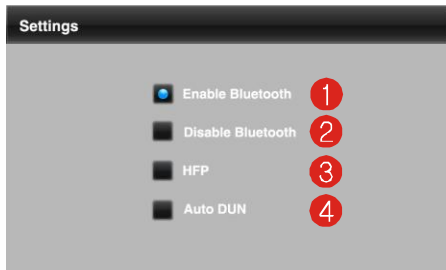 Settings
Enable Bluetooth 1
Disable Bluetooth 2
HFP 3
Auto DUN 4